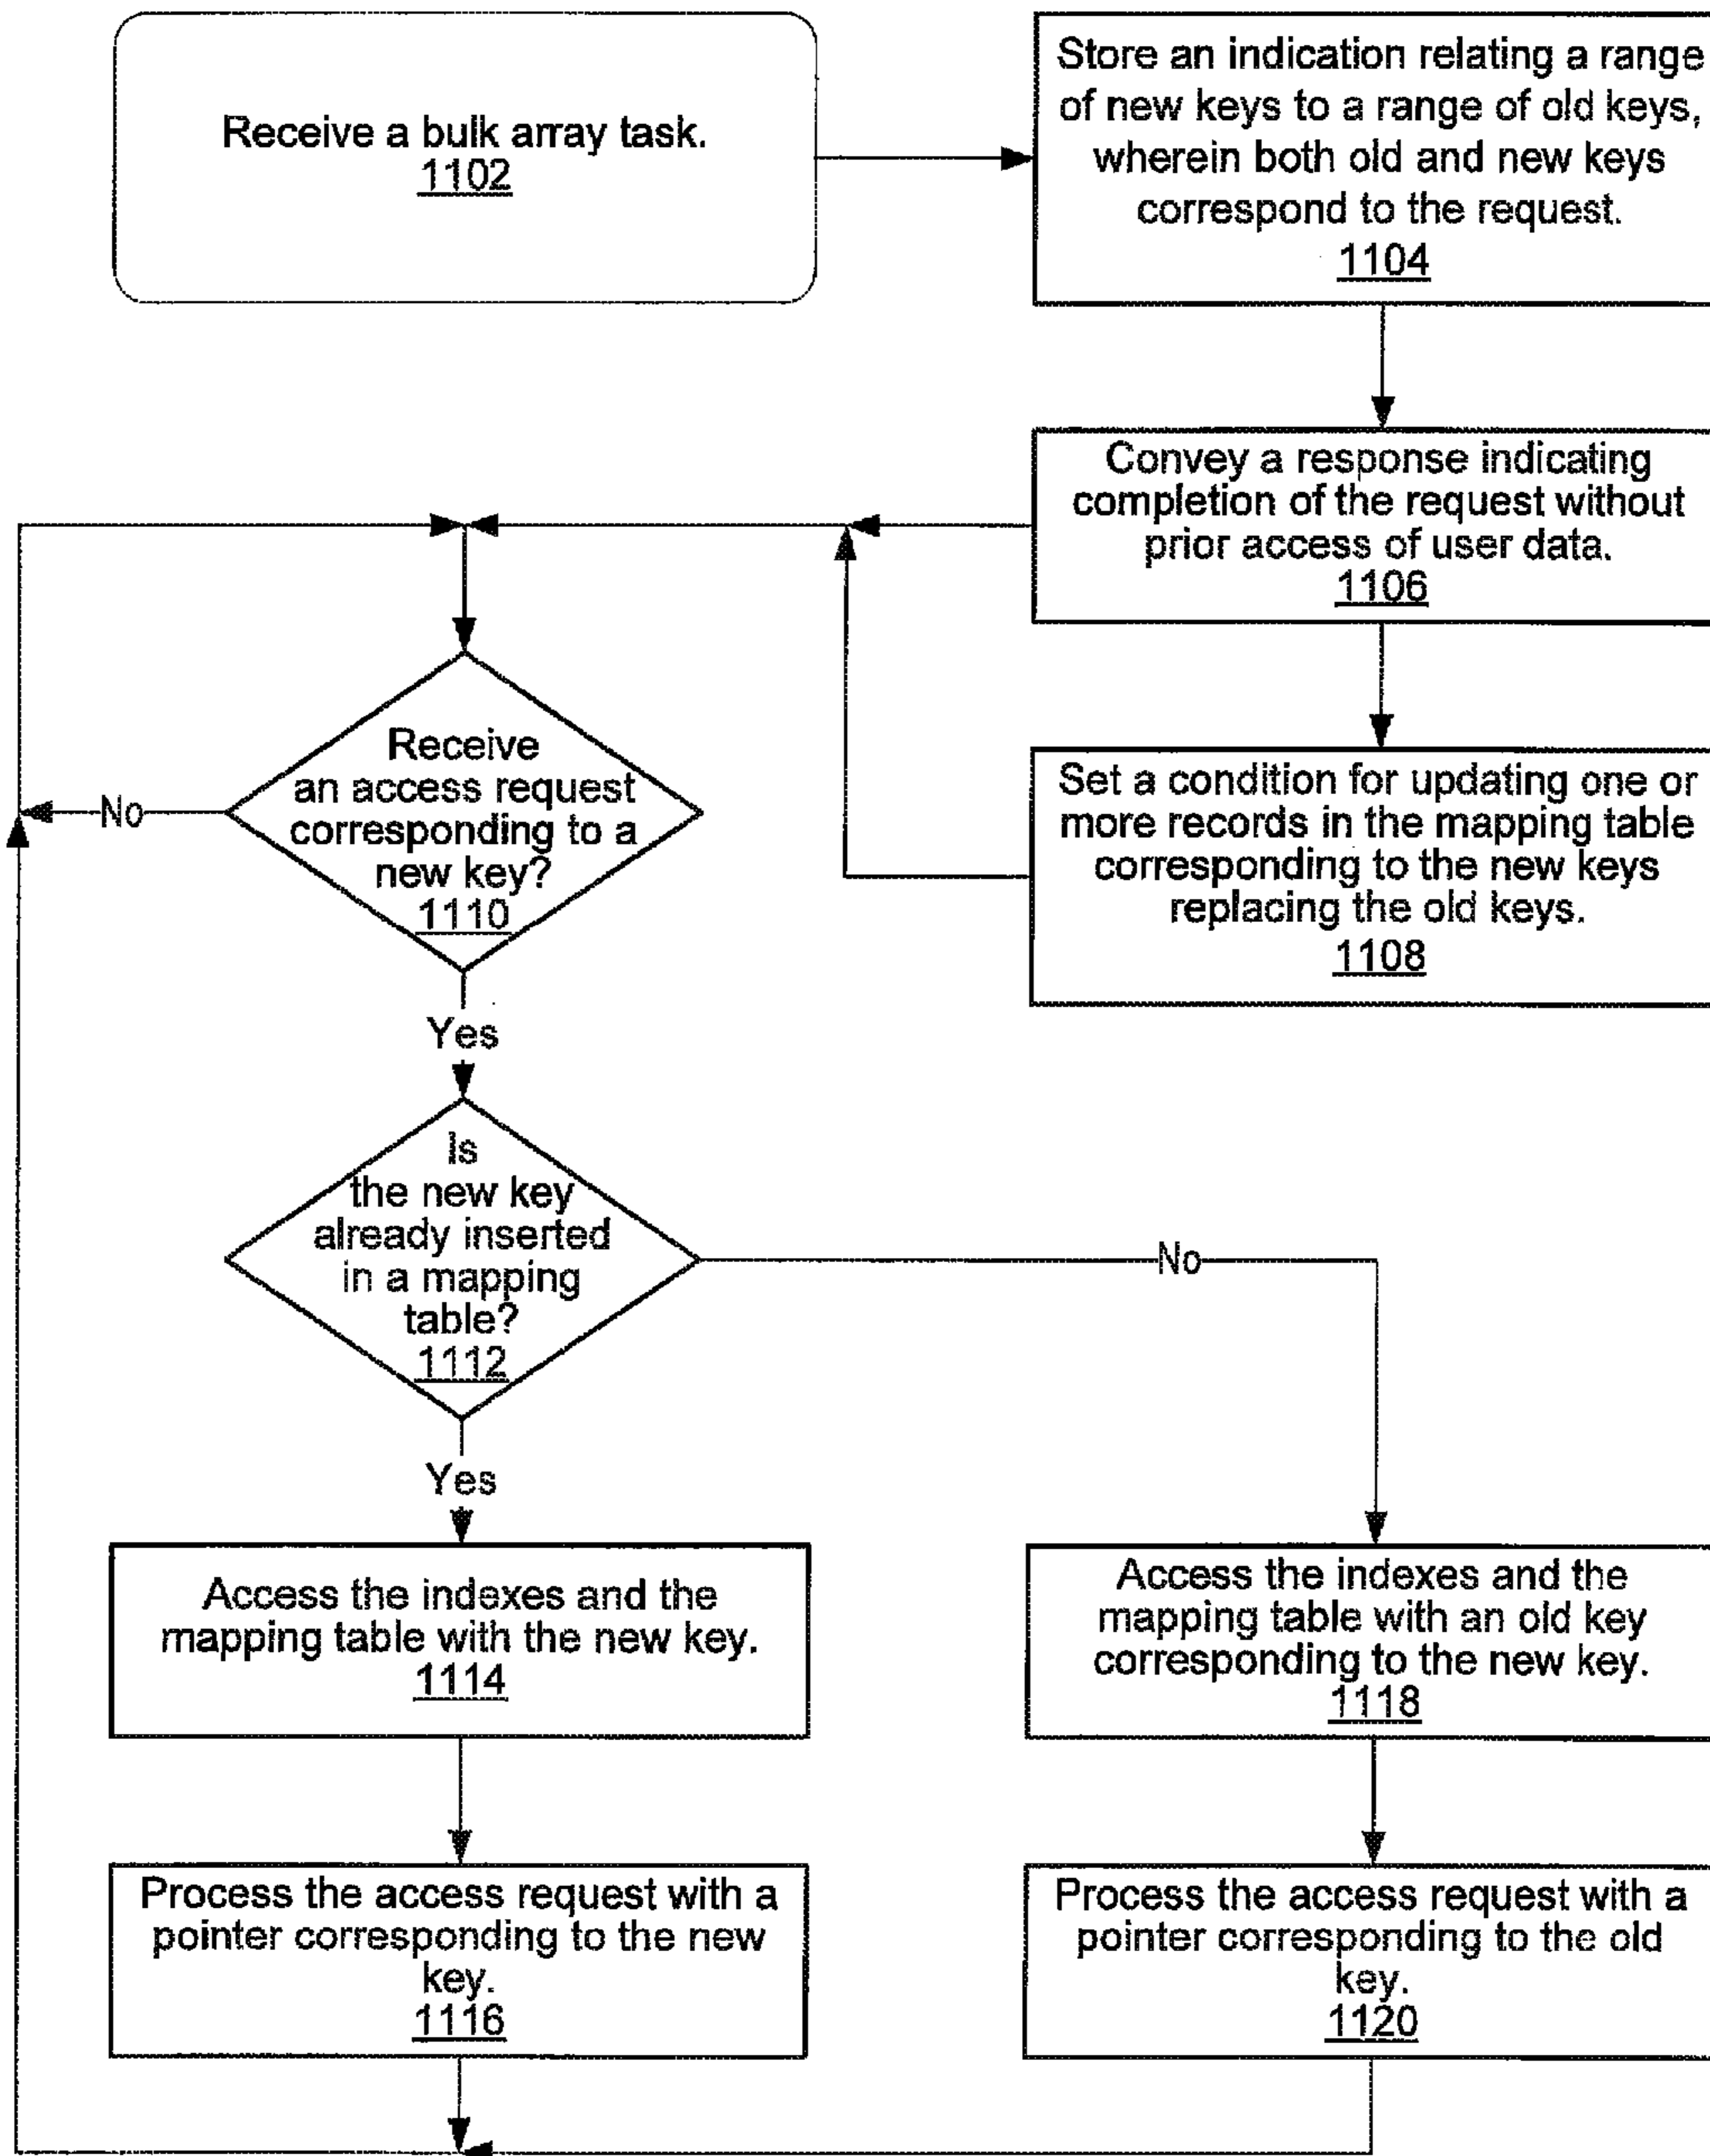 Receive a bulk array task.
1102
Store an indication relating a range
of new keys to a range of old keys,
wherein both old and new keys
correspond to the request.
1104
Convey a response indicating
completion of the request without
prior access of user data.
1106
Set a condition for updating one or
more records in the mapping table
corresponding to the new keys
replacing the old keys.
1108
Receive
an access request
corresponding to a
new key?
1110
No
Yes
Is
the new key
already inserted
in a mapping
table?
1112
No
Yes
Access the indexes and the
mapping table with the new key.
1114
Access the indexes and the
mapping table with an old key
corresponding to the new key.
1118
Process the access request with a
pointer corresponding to the new
key.
1116
Process the access request with a
pointer corresponding to the old
key.
1120